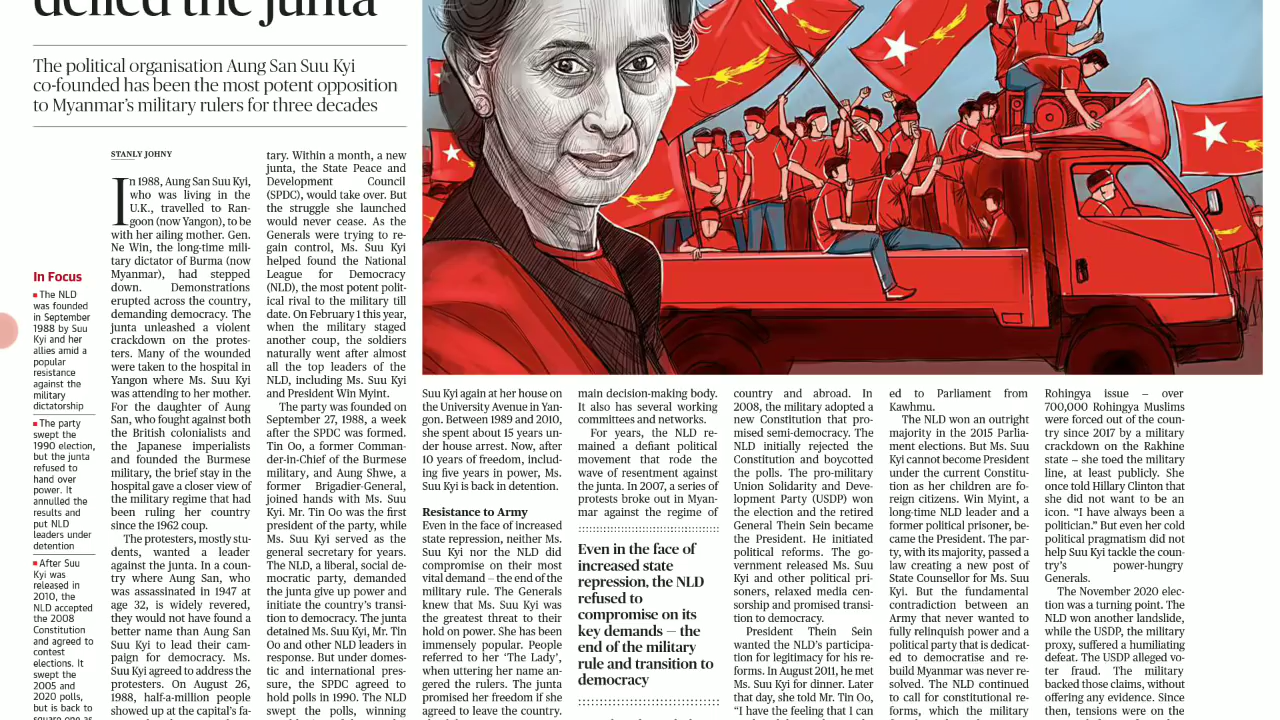 defied the junta
The political organisation Aung San Suu Kyi
co-founded has been the most potent opposition
to Myanmar's military rulers for three decades
In Focus
The NLD
was founded
in September
1988 by Suu
Kyi and her
allies amid a
popular
resistance
against the
military
dictatorship
The party
swept the
1990 election,
but the junta
refused to
hand over
power. It
annulled the
results and
put NLD
leaders under
detention
After Suu
Kyi was
released in
2010, the
NLD accepted
the 2008
Constitution
and agreed to
contest
elections. It
swept the
2005 and
2020 polls,
but is back to
square one as
STANLY JOHNY
In 1988, Aung San Suu Kyi,
who was living in the
U.K., travelled to Ran-
goon (now Yangon), to be
with her ailing mother. Gen.
Ne Win, the long-time mili-
tary dictator of Burma (now
Myanmar), had stepped
down. Demonstrations
erupted across the country,
demanding democracy. The
junta unleashed a violent
crackdown on the protes-
ters. Many of the wounded
were taken to the hospital in
Yangon where Ms. Suu Kyi
was attending to her mother.
For the daughter of Aung
San, who fought against both
the British colonialists and
the Japanese imperialists
and founded the Burmese
military, the brief stay in the
hospital gave a closer view of
the military regime that had
been ruling her country
since the 1962 coup.
The protesters, mostly stu-
dents, wanted a leader
against the junta. In a coun-
try where Aung San, who
was assassinated in 1947 at
age 32, is widely revered,
they would not have found a
better name than Aung San
Suu Kyi to lead their cam-
paign for democracy. Ms.
Suu Kyi agreed to address the
protesters. On August 26,
1988, half-a-million people
showed up at the capital's fa-
tary. Within a month, a new
junta, the State Peace and
Development Council
(SPDC), would take over. But
the struggle she launched
would never cease. As the
Generals were trying to re-
gain control, Ms. Suu Kyi
helped found the National
League for Democracy
(NLD), the most potent polit-
ical rival to the military till
date. On February 1 this year,
when the military staged
another coup, the soldiers
naturally went after almost
all the top leaders of the
NLD, including Ms. Suu Kyi
and President Win Myint.
The party was founded on
September 27, 1988, a week
after the SPDC was formed.
Tin Oo, a former Comman-
der-in-Chief of the Burmese
military, and Aung Shwe, a
former Brigadier-General,
joined hands with Ms. Suu
Kyi. Mr. Tin Oo was the first
president of the party, while
Ms. Suu Kyi served as the
general secretary for years.
The NLD, a liberal, social de-
mocratic party, demanded
the junta give up power and
initiate the country's transi-
tion to democracy. The junta
detained Ms. Suu Kyi, Mr. Tin
Oo and other NLD leaders in
response. But under domes-
tic and international pres-
sure, the SPDC agreed to
hold polls in 1990. The NLD
swept the polls, winning
Suu Kyi again at her house on
the University Avenue in Yan-
gon. Between 1989 and 2010,
she spent about 15 years un-
der house arrest. Now, after
10 years of freedom, includ-
ing five years in power, Ms.
Suu Kyi is back in detention.
Resistance to Army
Even in the face of increased
state repression, neither Ms.
Suu Kyi nor the NLD did
compromise on their most
vital demand – the end of the
military rule. The Generals
knew that Ms. Suu Kyi was
the greatest threat to their
hold on power. She has been
immensely popular. People
referred to her 'The Lady',
when uttering her name an-
gered the rulers. The junta
promised her freedom if she
agreed to leave the country.
main decision-making body.
It also has several working
committees and networks.
For years, the NLD re-
mained a defiant political
movement that rode the
wave of resentment against
the junta. In 2007, a series of
protests broke out in Myan-
mar against the regime of
Even in the face of
increased state
repression, the NLD
refused to
compromise on its
key demands — the
end of the military
rule and transition to
democracy
country and abroad. In
2008, the military adopted a
new Constitution that pro-
mised semi-democracy. The
NLD initially rejected the
Constitution and boycotted
the polls. The pro-military
Union Solidarity and Deve-
lopment Party (USDP) won
the election and the retired
General Thein Sein became
the President. He initiated
political reforms. The go-
vernment released Ms. Suu
Kyi and other political pri-
soners, relaxed media cen-
sorship and promised transi-
tion to democracy.
President Thein Sein
wanted the NLD's participa-
tion for legitimacy for his re-
forms. In August 2011, he met
Ms. Suu Kyi for dinner. Later
that day, she told Mr. Tin Oo,
"I have the feeling that I can
ed to Parliament from
Kawhmu.
The NLD won an outright
majority in the 2015 Parlia-
ment elections. But Ms. Suu
Kyi cannot become President
under the current Constitu-
tion as her children are fo-
reign citizens. Win Myint, a
long-time NLD leader and a
former political prisoner, be-
came the President. The par-
ty, with its majority, passed a
law creating a new post of
State Counsellor for Ms. Suu
Kyi. But the fundamental
contradiction between an
Army that never wanted to
fully relinquish power and a
political party that is dedicat-
ed to democratise and re-
build Myanmar was never re-
solved. The NLD continued
to call for constitutional re-
forms, which the military
Rohingya issue – over
700,000 Rohingya Muslims
were forced out of the coun-
try since 2017 by a military
crackdown on the Rakhine
state – she toed the military
line, at least publicly. She
once told Hillary Clinton that
she did not want to be an
icon. "I have always been a
politician." But even her cold
political pragmatism did not
help Suu Kyi tackle the coun-
try's power-hungry
Generals.
The November 2020 elec-
tion was a turning point. The
NLD won another landslide,
while the USDP, the military
proxy, suffered a humiliating
defeat. The USDP alleged vo-
ter fraud. The military
backed those claims, without
offering any evidence. Since
then, tensions were on the